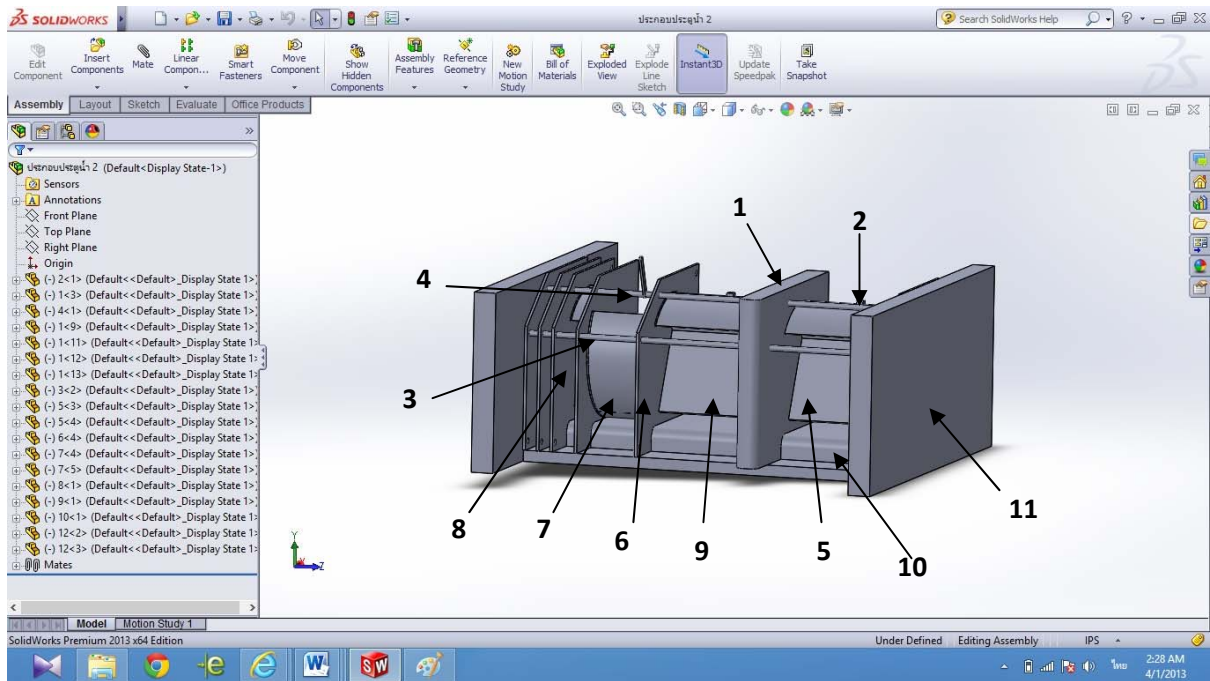 SOLIDWORKS
ประกอบประตูน้ำ 2
Search SolidWorks Help
Edit Component
Insert Components
Mate
Linear Compon...
Smart Fasteners
Move Component
Show Hidden Components
Assembly Features
Reference Geometry
New Motion Study
Bill of Materials
Exploded View
Explode Line Sketch
Instant3D
Update Speedpak
Take Snapshot
Assembly Layout Sketch Evaluate Office Products
ประกอบประตูน้ำ 2 (Default<Display State-1>)
Sensors
Annotations
Front Plane
Top Plane
Right Plane
Origin
(-) 2<1> (Default<<Default>_Display State 1>)
(-) 1<3> (Default<<Default>_Display State 1>)
(-) 4<1> (Default<<Default>_Display State 1>)
(-) 1<9> (Default<<Default>_Display State 1>)
(-) 1<11> (Default<<Default>_Display State 1>
(-) 1<12> (Default<<Default>_Display State 1>
(-) 1<13> (Default<<Default>_Display State 1>
(-) 3<2> (Default<<Default>_Display State 1>)
(-) 5<3> (Default<<Default>_Display State 1>)
(-) 5<4> (Default<<Default>_Display State 1>)
(-) 6<4> (Default<<Default>_Display State 1>)
(-) 7<4> (Default<<Default>_Display State 1>)
(-) 7<5> (Default<<Default>_Display State 1>)
(-) 8<1> (Default<<Default>_Display State 1>)
(-) 9<1> (Default<<Default>_Display State 1>)
(-) 10<1> (Default<<Default>_Display State 1>
(-) 12<2> (Default<<Default>_Display State 1>
(-) 12<3> (Default<<Default>_Display State 1>
Mates
1
2
4
3
8
7
6
9
5
10
11
Y
Z
Model Motion Study 1
SolidWorks Premium 2013 x64 Edition
Under Defined Editing Assembly IPS
ไทย
2:28 AM
4/1/2013